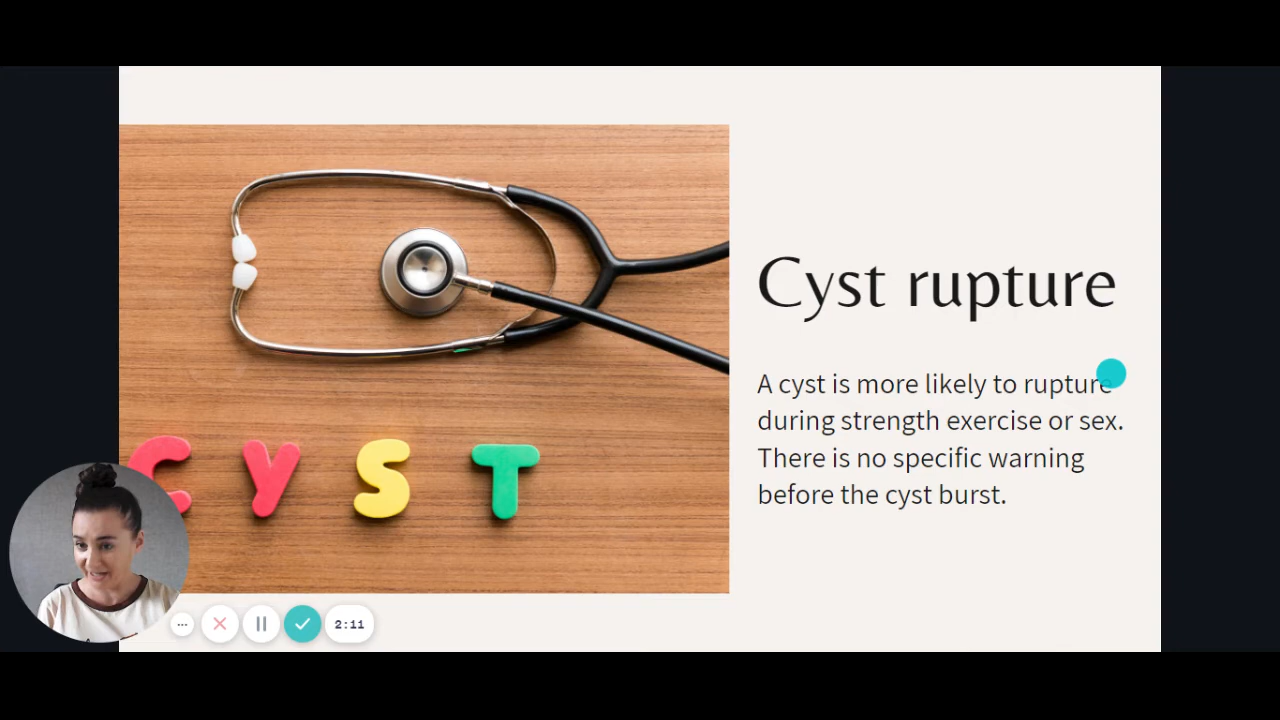 Cyst rupture
A cyst is more likely to rupture
during strength exercise or sex.
There is no specific warning
before the cyst burst.
CYST
2:11